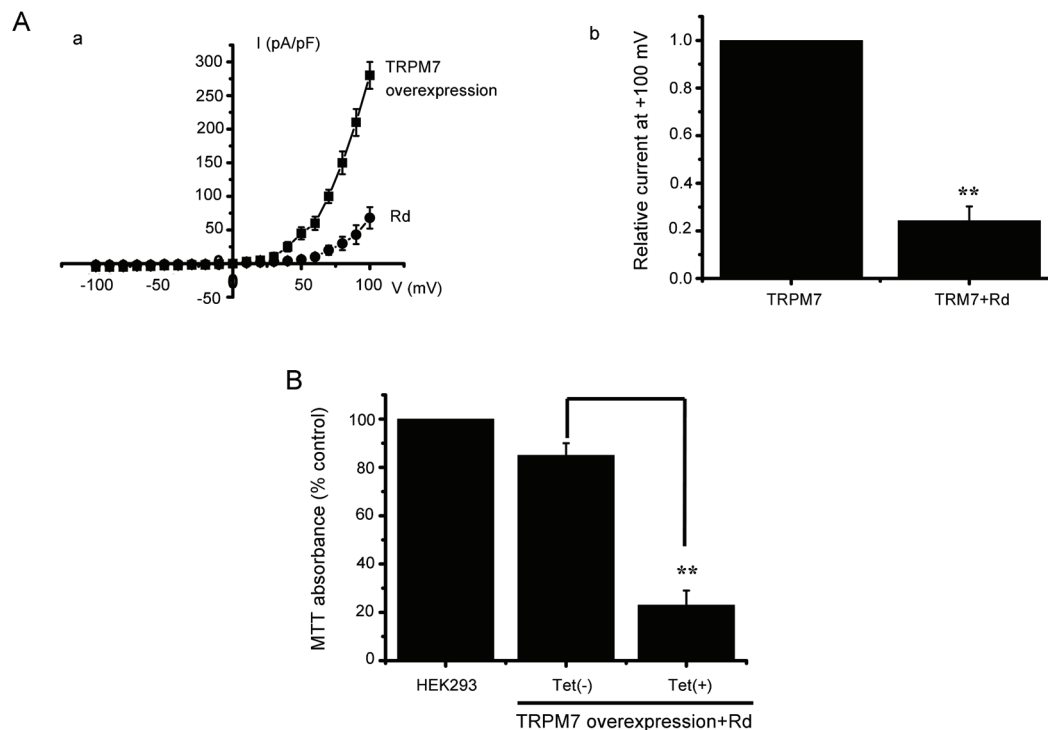 A
a
I (pA/pF)
300
250
200
150
100
50
0
-50
-100
-50
0
50
100
V (mV)
TRPM7
overexpression
Rd
b
Relative current at +100 mV
1.0
0.8
0.6
0.4
0.2
0.0
**
TRPM7
TRM7+Rd
B
MTT absorbance (% control)
100
80
60
40
20
0
**
HEK293
Tet(-)
Tet(+)
TRPM7 overexpression+Rd